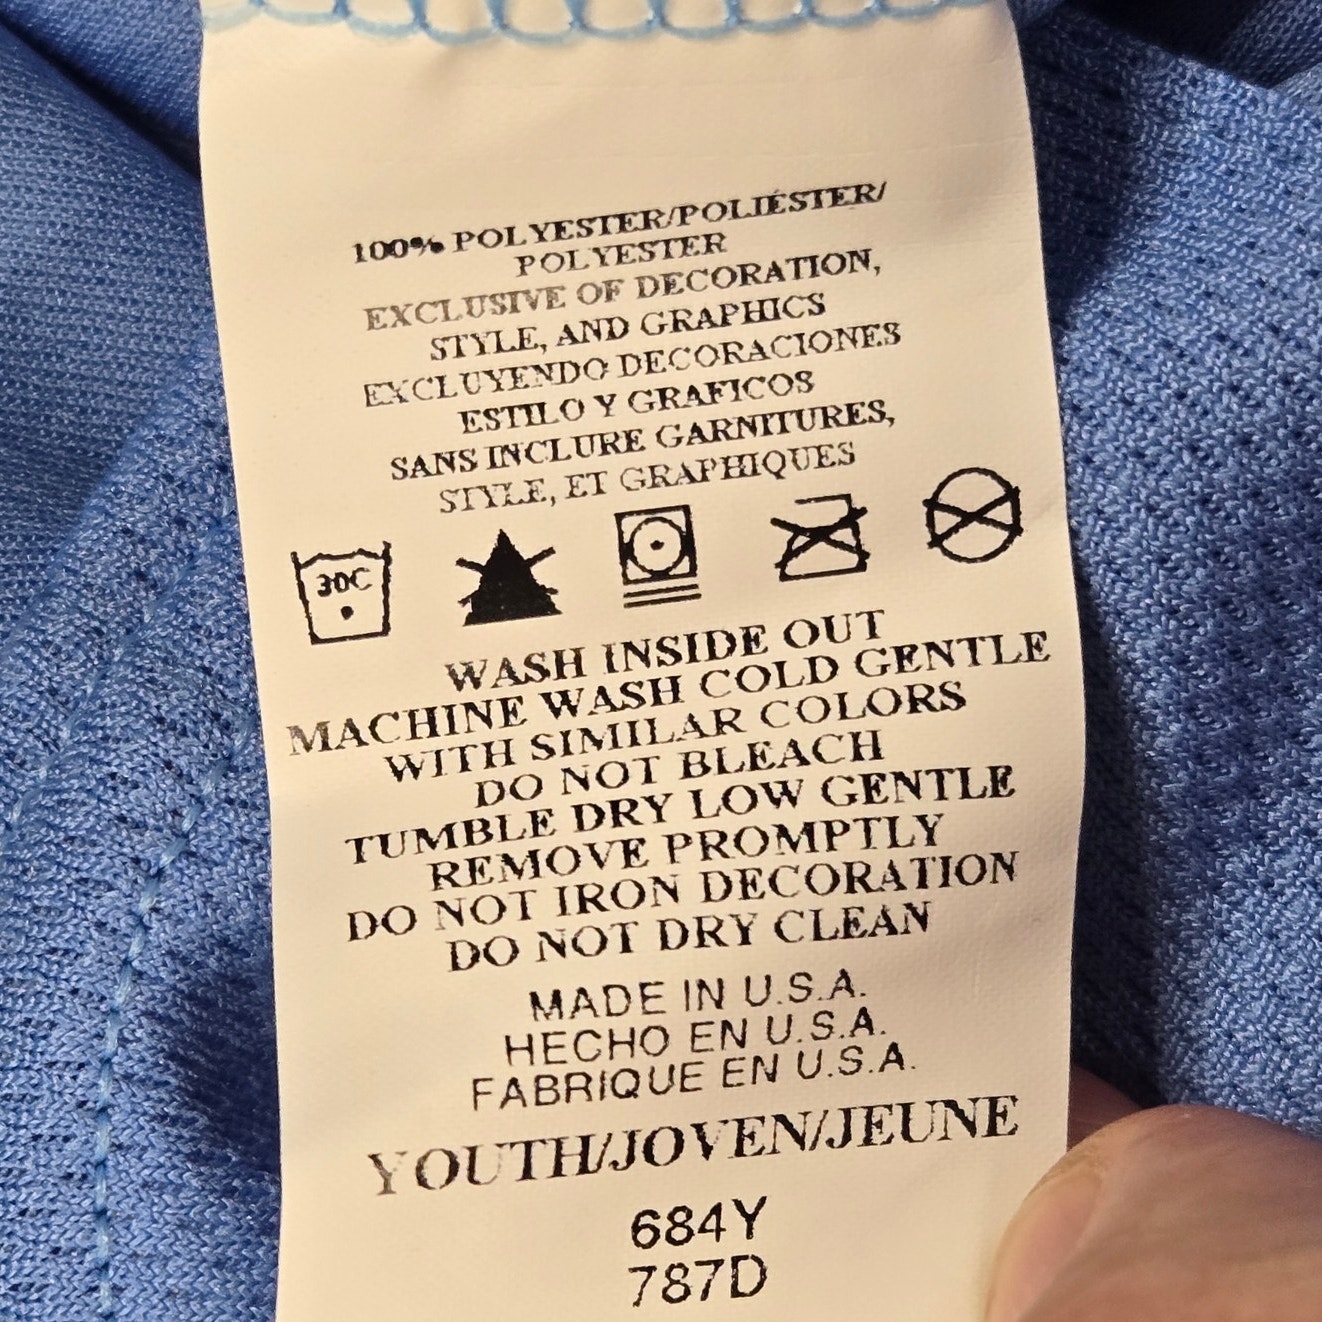 100% POLYESTER/POLIÉSTER/
POLYESTER
EXCLUSIVE OF DECORATION,
STYLE, AND GRAPHICS
EXCLUYENDO DECORACIONES
ESTILO Y GRAFICOS
SANS INCLURE GARNITURES,
STYLE, ET GRAPHIQUES
30C
WASH INSIDE OUT
MACHINE WASH COLD GENTLE
WITH SIMILAR COLORS
DO NOT BLEACH
TUMBLE DRY LOW GENTLE
REMOVE PROMPTLY
DO NOT IRON DECORATION
DO NOT DRY CLEAN
MADE IN U.S.A.
HECHO EN U.S.A.
FABRIQUE EN U.S.A.
YOUTH/JOVEN/JEUNE
684Y
787D